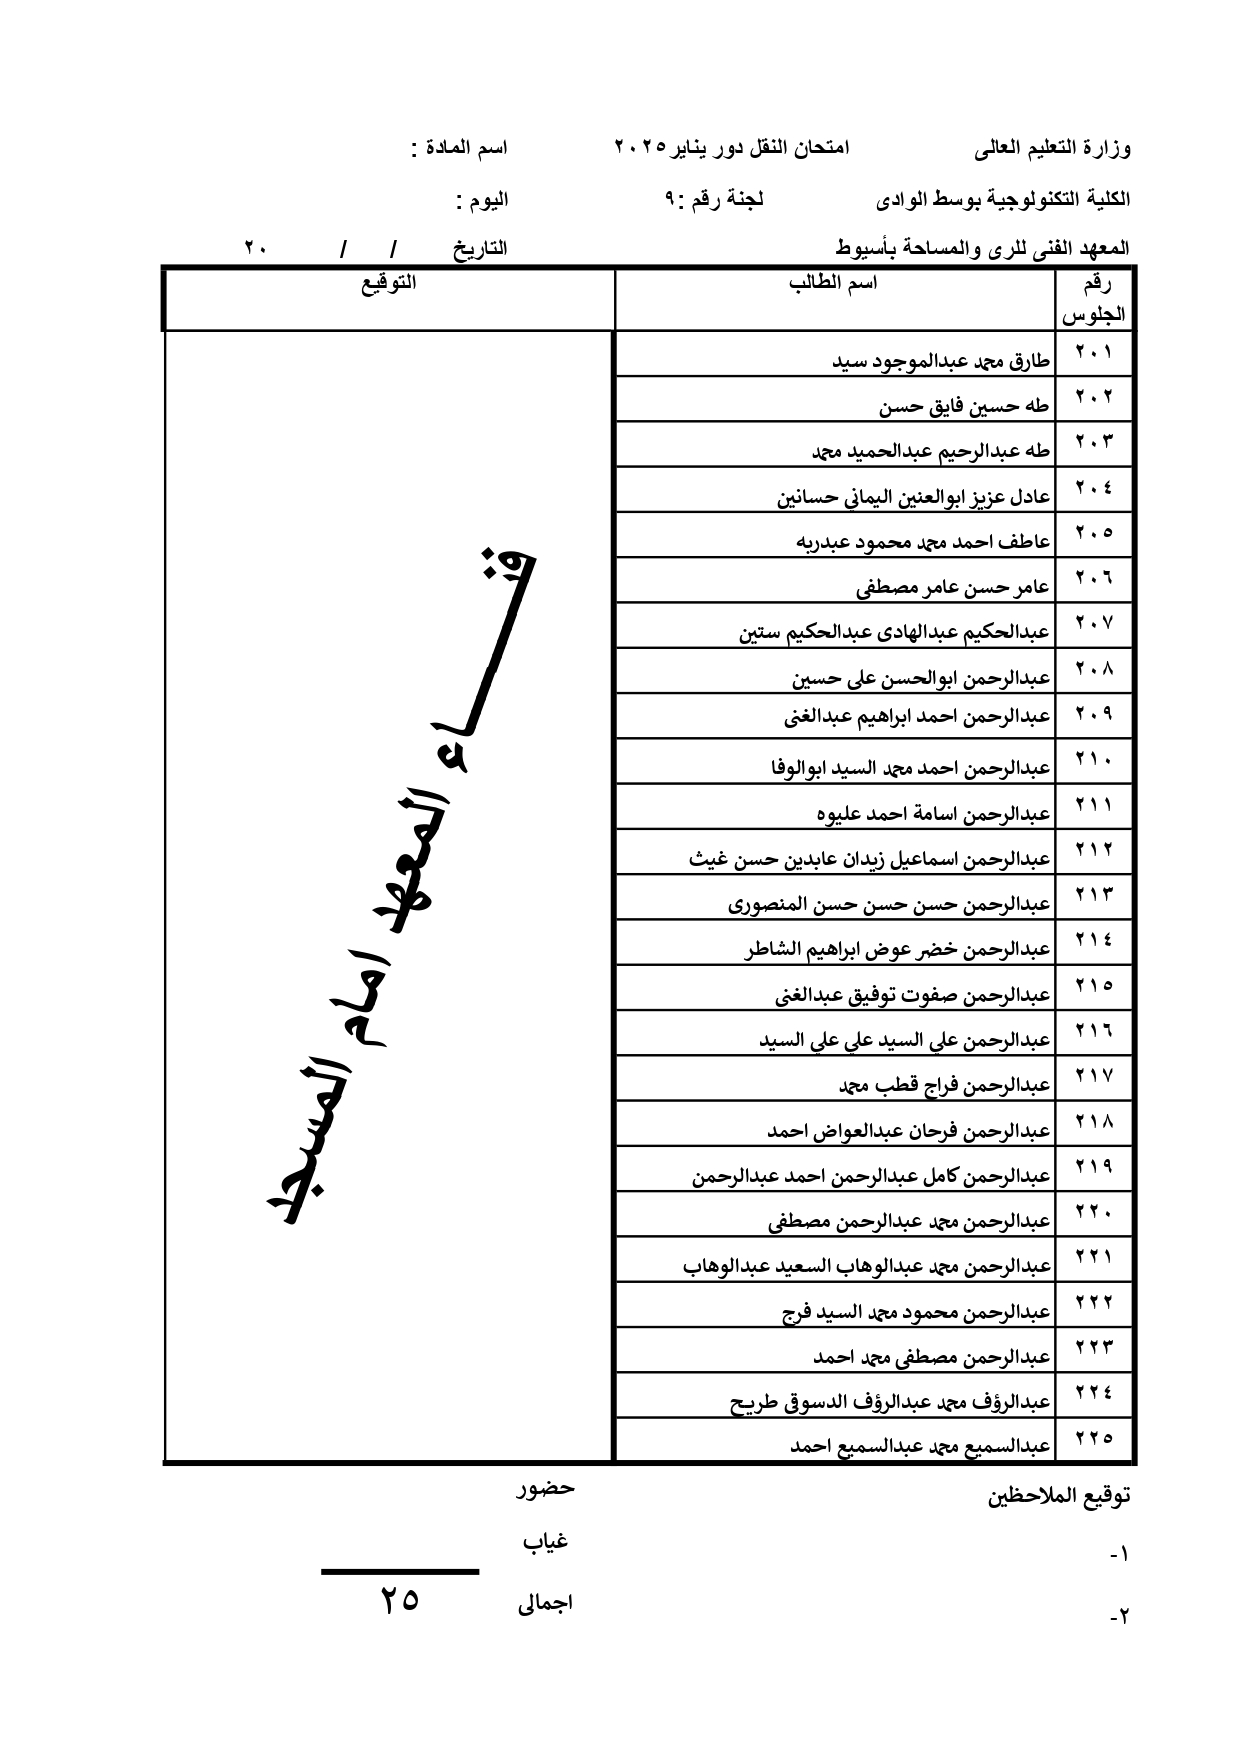 وزارة التعليم العالى امتحان النقل دور يناير ٢٠٢٥ اسم المادة :
الكلية التكنولوجية بوسط الوادى لجنة رقم : ٩ اليوم :
المعهد الفنى للرى والمساحة بأسيوط التاريخ / / ٢٠
رقم الجلوس اسم الطالب التوقيع
٢٠١ طارق محمد عبدالموجود سيد
٢٠٢ طه حسين فايق حسن
٢٠٣ طه عبدالرحيم عبدالحميد محمد
٢٠٤ عادل عزيز ابوالعنين اليماني حسانين
٢٠٥ عاطف احمد محمد محمود عبدربه
٢٠٦ عامر حسن عامر مصطفى
٢٠٧ عبدالحكيم عبدالهادى عبدالحكيم ستين
٢٠٨ عبدالرحمن ابوالحسن على حسين
٢٠٩ عبدالرحمن احمد ابراهيم عبدالغنى
٢١٠ عبدالرحمن احمد محمد السيد ابوالوفا
٢١١ عبدالرحمن اسامة احمد عليوه
٢١٢ عبدالرحمن اسماعيل زيدان عابدين حسن غيث
٢١٣ عبدالرحمن حسن حسن حسن المنصورى
٢١٤ عبدالرحمن خضر عوض ابراهيم الشاطر
٢١٥ عبدالرحمن صفوت توفيق عبدالغنى
٢١٦ عبدالرحمن علي السيد علي علي السيد
٢١٧ عبدالرحمن فراج قطب محمد
٢١٨ عبدالرحمن فرحان عبدالعواض احمد
٢١٩ عبدالرحمن كامل عبدالرحمن احمد عبدالرحمن
٢٢٠ عبدالرحمن محمد عبدالرحمن مصطفى
٢٢١ عبدالرحمن محمد عبدالوهاب السعيد عبدالوهاب
٢٢٢ عبدالرحمن محمود محمد السيد فرج
٢٢٣ عبدالرحمن مصطفى محمد احمد
٢٢٤ عبدالرؤف محمد عبدالرؤف الدسوقى طريح
٢٢٥ عبدالسميع محمد عبدالسميع احمد
فنـــــاء المعهد امام المسجد
توقيع الملاحظين حضور
١- غياب
٢- اجمالى ٢٥